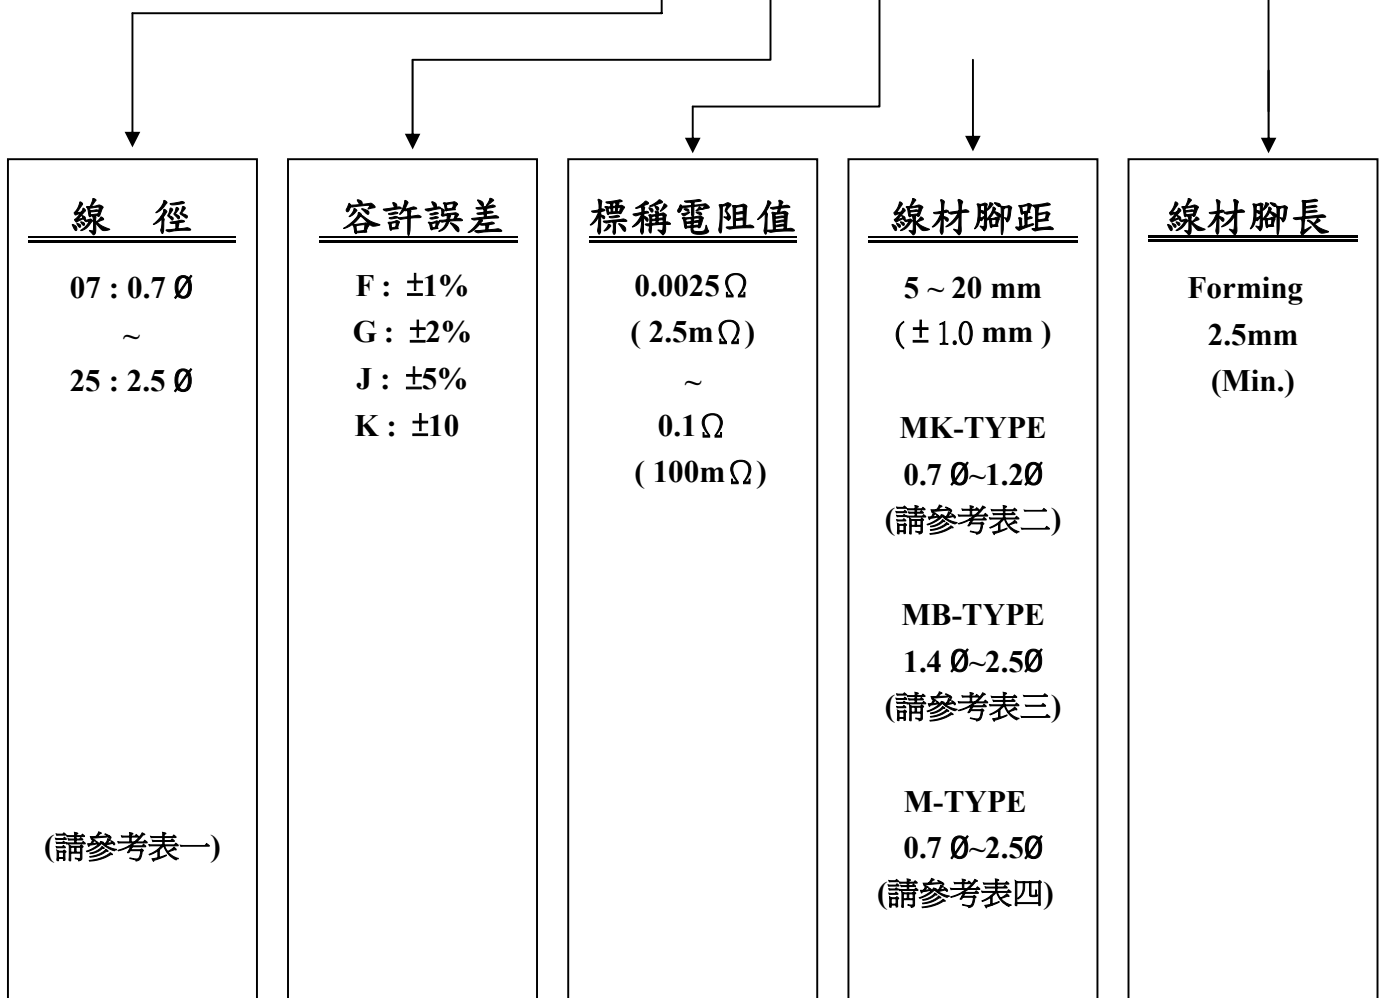 線 徑
07 : 0.7 Ø
~
25 : 2.5 Ø
(請參考表一)
容許誤差
F : ±1%
G : ±2%
J : ±5%
K : ±10
標稱電阻值
0.0025Ω
( 2.5mΩ)
~
0.1Ω
( 100mΩ)
線材腳距
5 ~ 20 mm
( ± 1.0 mm )
MK-TYPE
0.7 Ø~1.2Ø
(請參考表二)
MB-TYPE
1.4 Ø~2.5Ø
(請參考表三)
M-TYPE
0.7 Ø~2.5Ø
(請參考表四)
線材腳長
Forming
2.5mm
(Min.)